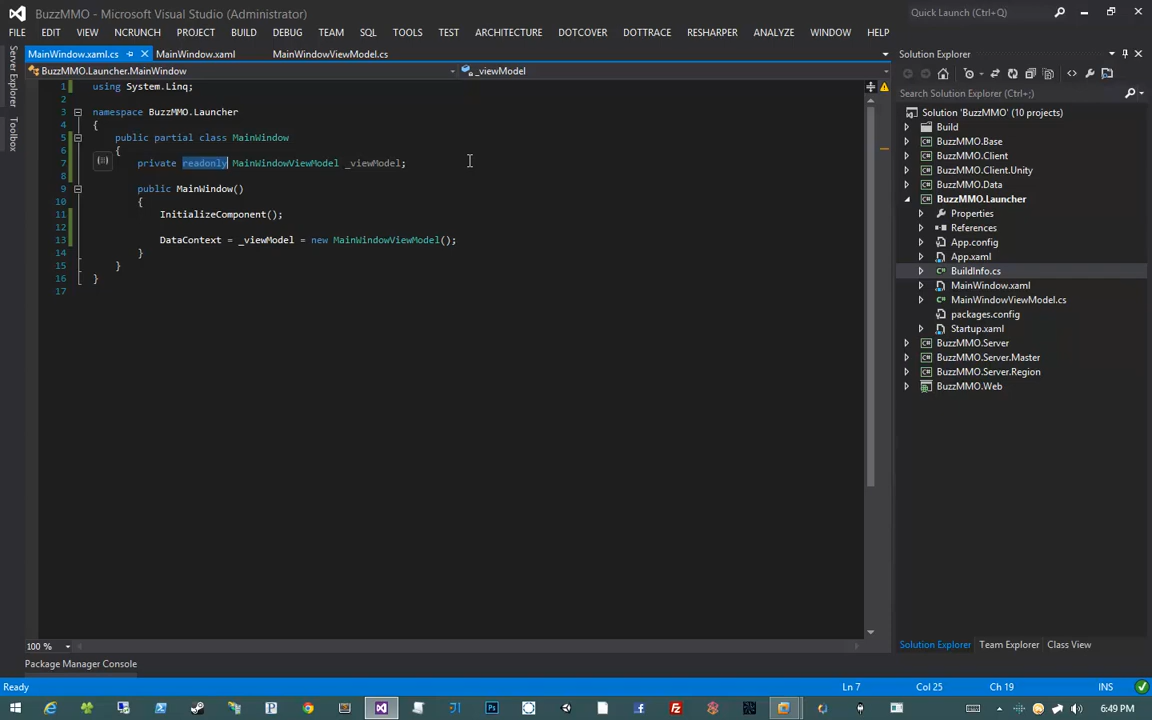 BuzzMMO - Microsoft Visual Studio (Administrator)
Quick Launch (Ctrl+Q)
FILE EDIT VIEW NCRUNCH PROJECT BUILD DEBUG TEAM SQL TOOLS TEST ARCHITECTURE DOTCOVER DOTTRACE RESHARPER ANALYZE WINDOW HELP
Server Explorer
Toolbox
MainWindow.xaml.cs MainWindow.xaml MainWindowViewModel.cs
BuzzMMO.Launcher.MainWindow _viewModel
1 using System.Linq;
2
3 namespace BuzzMMO.Launcher
4 {
5 public partial class MainWindow
6 {
7 private readonly MainWindowViewModel _viewModel;
8
9 public MainWindow()
10 {
11 InitializeComponent();
12
13 DataContext = _viewModel = new MainWindowViewModel();
14 }
15 }
16 }
17
100 %
Package Manager Console
Solution Explorer
Search Solution Explorer (Ctrl+;)
Solution 'BuzzMMO' (10 projects)
Build
BuzzMMO.Base
BuzzMMO.Client
BuzzMMO.Client.Unity
BuzzMMO.Data
BuzzMMO.Launcher
Properties
References
App.config
App.xaml
BuildInfo.cs
MainWindow.xaml
MainWindowViewModel.cs
packages.config
Startup.xaml
BuzzMMO.Server
BuzzMMO.Server.Master
BuzzMMO.Server.Region
BuzzMMO.Web
Solution Explorer Team Explorer Class View
Ready Ln 7 Col 25 Ch 19 INS
6:49 PM